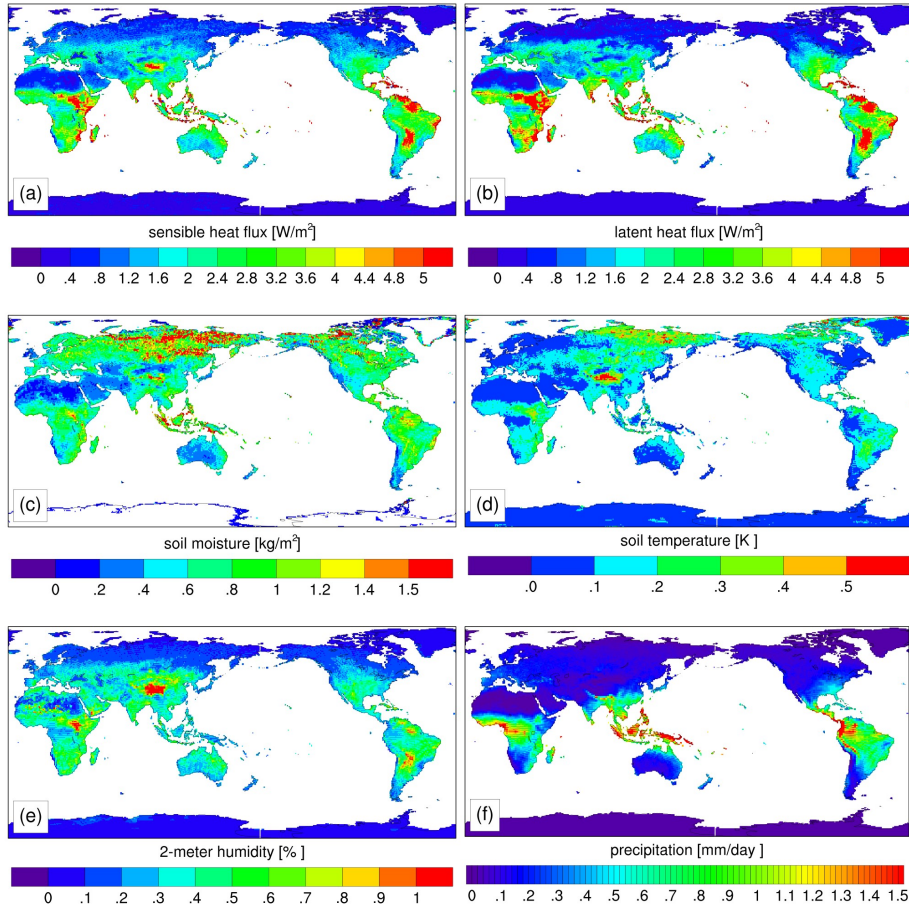 (a) (b)
sensible heat flux [W/m²] latent heat flux [W/m²]
0 .4 .8 1.2 1.6 2 2.4 2.8 3.2 3.6 4 4.4 4.8 5 0 .4 .8 1.2 1.6 2 2.4 2.8 3.2 3.6 4 4.4 4.8 5
(c) (d)
soil moisture [kg/m²] soil temperature [K ]
0 .2 .4 .6 .8 1 1.2 1.4 1.5 .0 .1 .2 .3 .4 .5
(e) (f)
2-meter humidity [% ] precipitation [mm/day ]
0 .1 .2 .3 .4 .5 .6 .7 .8 .9 1 0 .1 .2 .3 .4 .5 .6 .7 .8 .9 1 1.1 1.2 1.3 1.4 1.5